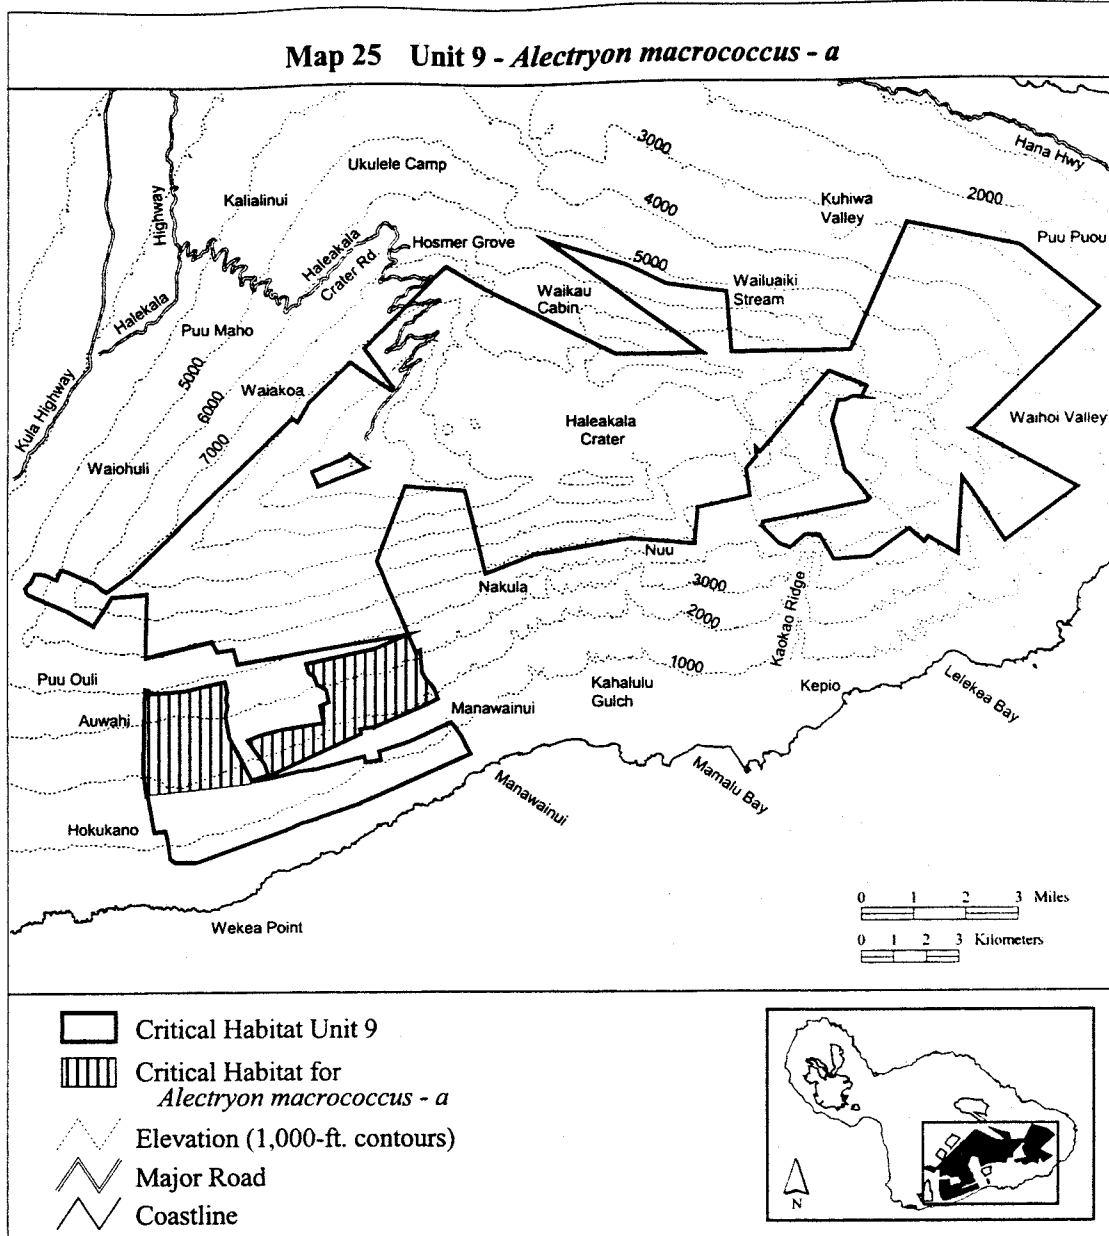 Map 25 Unit 9 - Alectryon macrococcus - a
Hana Hwy
3000
2000
Ukulele Camp
Kalialinui
Highway
4000
Kuhiwa
Valley
Puu Puou
Haleakala
Crater Rd.
Hosmer Grove
5000
Wailuaiki
Stream
Waikau
Cabin
Halekala
Puu Maho
5000
Waiakoa
6000
Kula Highway
7000
Waiohuli
Haleakala
Crater
Waihoi Valley
Nuu
Nakula
3000
2000
1000
Kaokao Ridge
Puu Ouli
Auwahi
Manawainui
Kahalulu
Gulch
Kepio
Lelekea Bay
Mamalu Bay
Manawainui
Hokukano
Wekea Point
0 1 2 3 Miles
0 1 2 3 Kilometers
Critical Habitat Unit 9
Critical Habitat for
Alectryon macrococcus - a
Elevation (1,000-ft. contours)
Major Road
Coastline
N